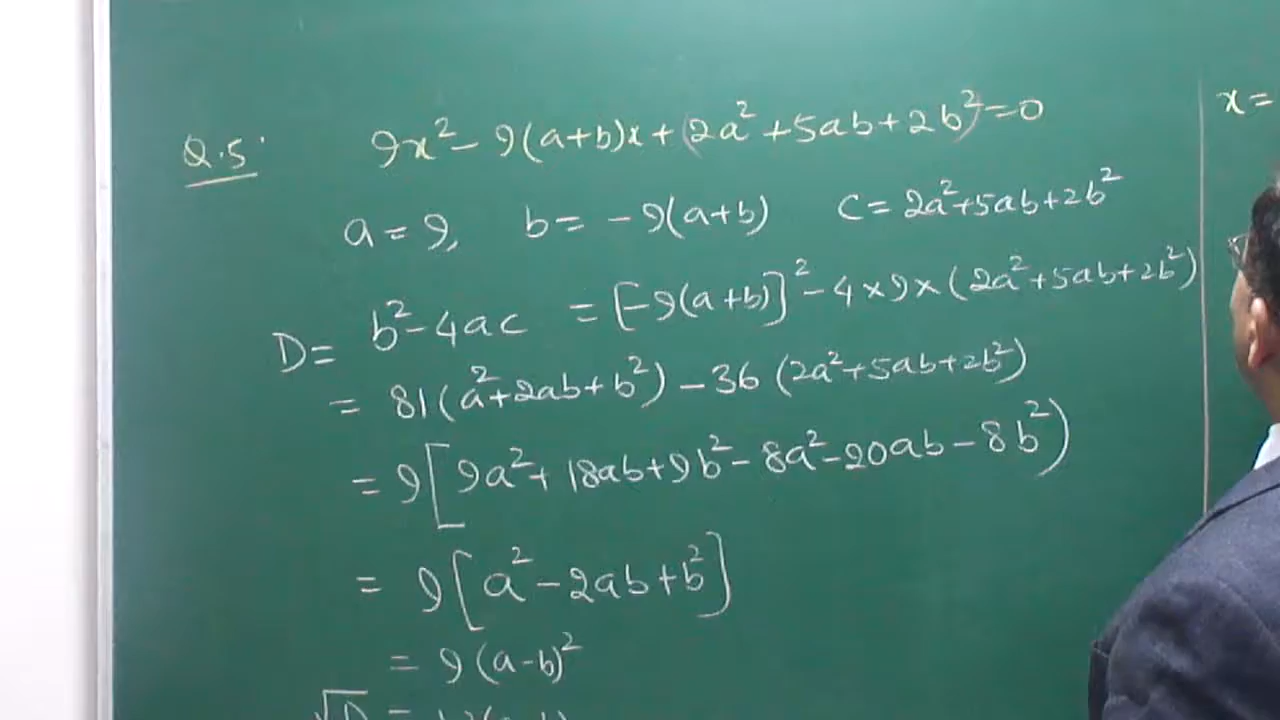 Q.5. 9x² - 9(a+b)x + (2a² + 5ab + 2b²) = 0
a = 9, b = -9(a+b) c = 2a²+5ab+2b²
D = b² - 4ac = [-9(a+b)]² - 4×9×(2a²+5ab+2b²)
= 81(a²+2ab+b²) - 36(2a²+5ab+2b²)
= 9[9a² + 18ab + 9b² - 8a² - 20ab - 8b²)
= 9[a² - 2ab + b²]
= 9(a-b)²
√D =
x =